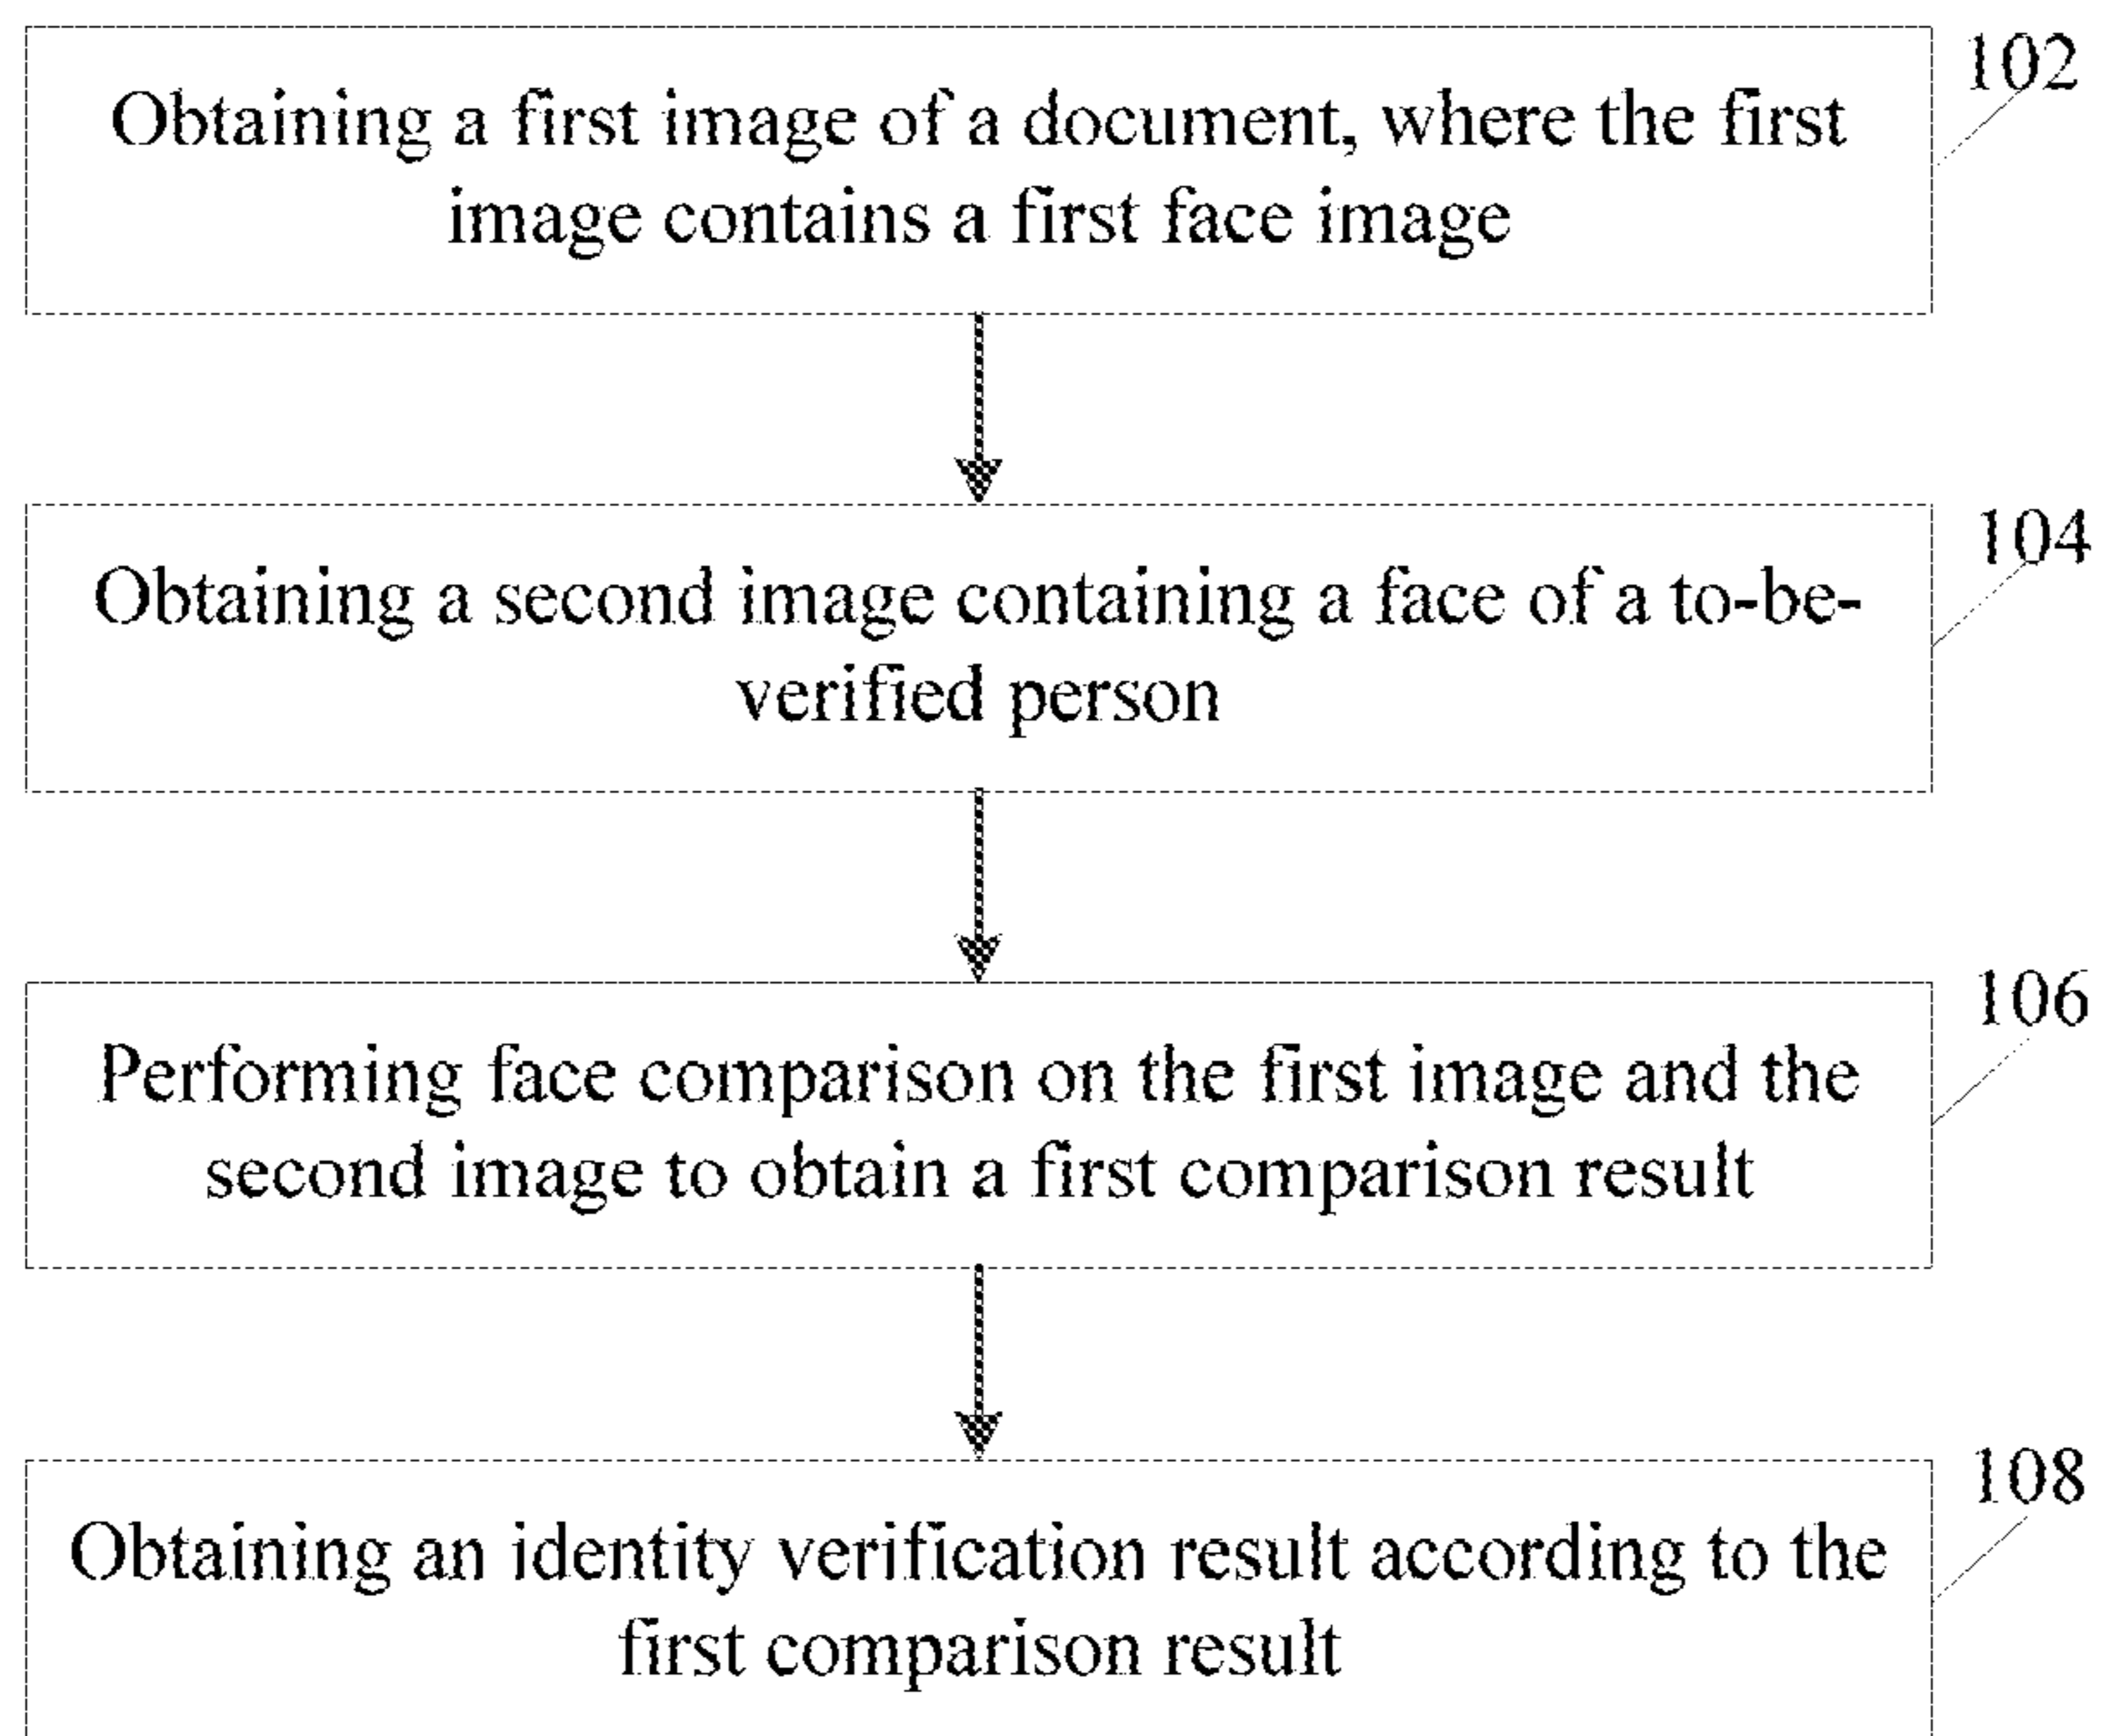 102
Obtaining a first image of a document, where the first
image contains a first face image
104
Obtaining a second image containing a face of a to-be-
verified person
106
Performing face comparison on the first image and the
second image to obtain a first comparison result
108
Obtaining an identity verification result according to the
first comparison result